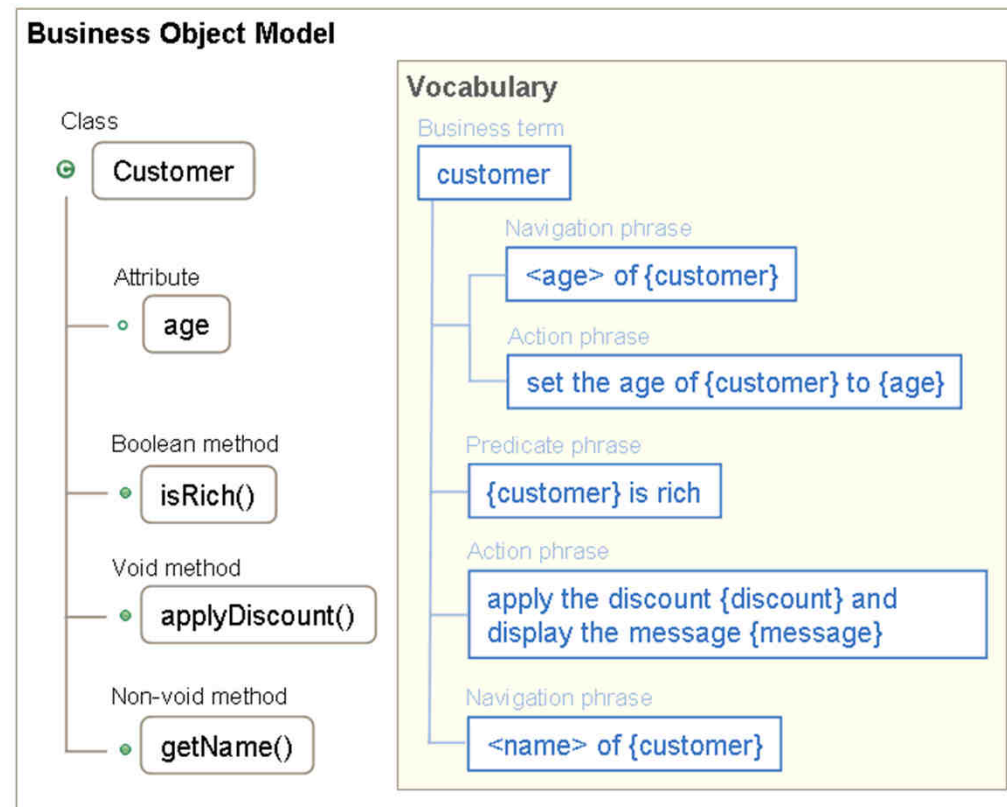 Business Object Model
Class
C
Customer
Attribute
age
Boolean method
isRich()
Void method
applyDiscount()
Non-void method
getName()
Vocabulary
Business term
customer
Navigation phrase
<age> of {customer}
Action phrase
set the age of {customer} to {age}
Predicate phrase
{customer} is rich
Action phrase
apply the discount {discount} and
display the message {message}
Navigation phrase
<name> of {customer}